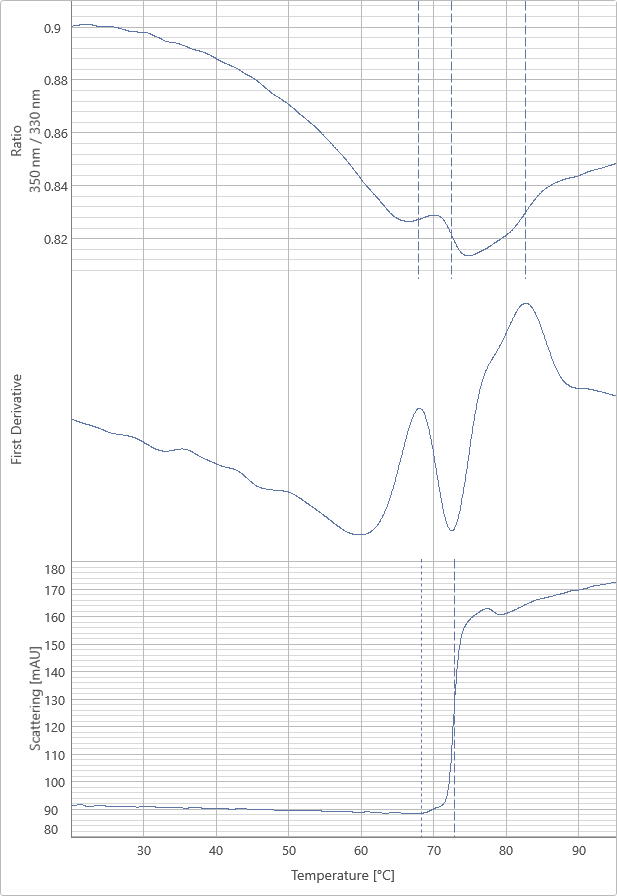 0.9
0.88
0.86
0.84
0.82
Ratio
350 nm / 330 nm
First Derivative
180
170
160
150
140
130
120
110
100
90
80
Scattering [mAU]
30 40 50 60 70 80 90
Temperature [°C]